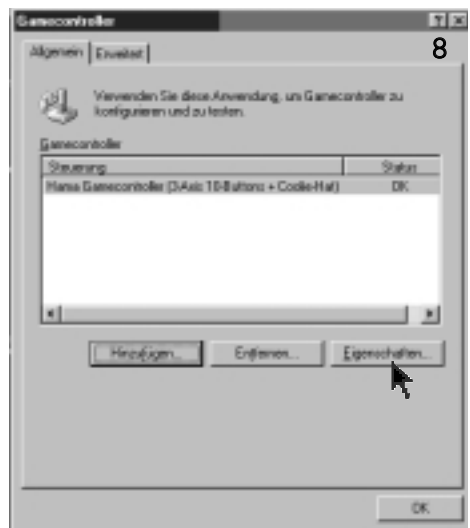 Gamecontroller
8
Allgemein Erweitert
Verwenden Sie diese Anwendung, um Gamecontroller zu
konfigurieren und zu testen.
Gamecontroller
Steuerung Status
Hama Gamecontroller (3-Axis 10-Buttons + Coolie-Hat) OK
Hinzufügen... Entfernen... Eigenschaften...
OK